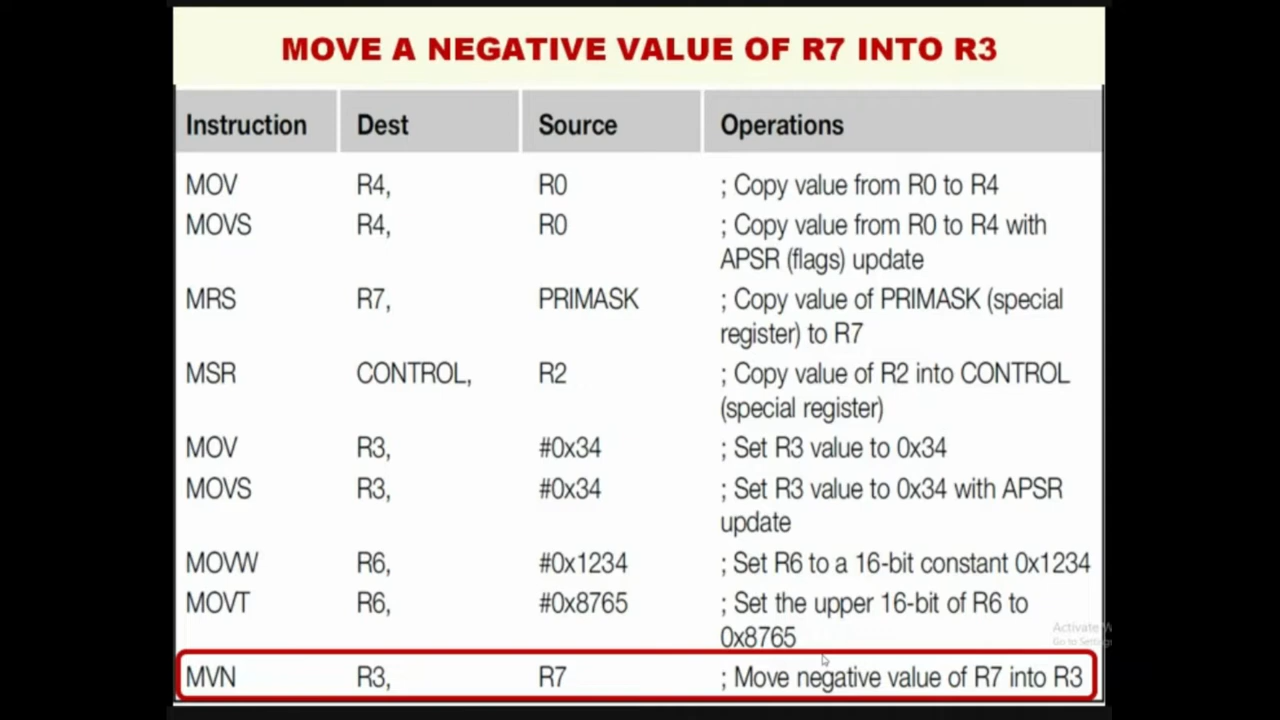 MOVE A NEGATIVE VALUE OF R7 INTO R3
Instruction Dest Source Operations
MOV R4, R0 ; Copy value from R0 to R4
MOVS R4, R0 ; Copy value from R0 to R4 with
APSR (flags) update
MRS R7, PRIMASK ; Copy value of PRIMASK (special
register) to R7
MSR CONTROL, R2 ; Copy value of R2 into CONTROL
(special register)
MOV R3, #0x34 ; Set R3 value to 0x34
MOVS R3, #0x34 ; Set R3 value to 0x34 with APSR
update
MOVW R6, #0x1234 ; Set R6 to a 16-bit constant 0x1234
MOVT R6, #0x8765 ; Set the upper 16-bit of R6 to
0x8765
Activate W
Go to Settings
MVN R3, R7 ; Move negative value of R7 into R3